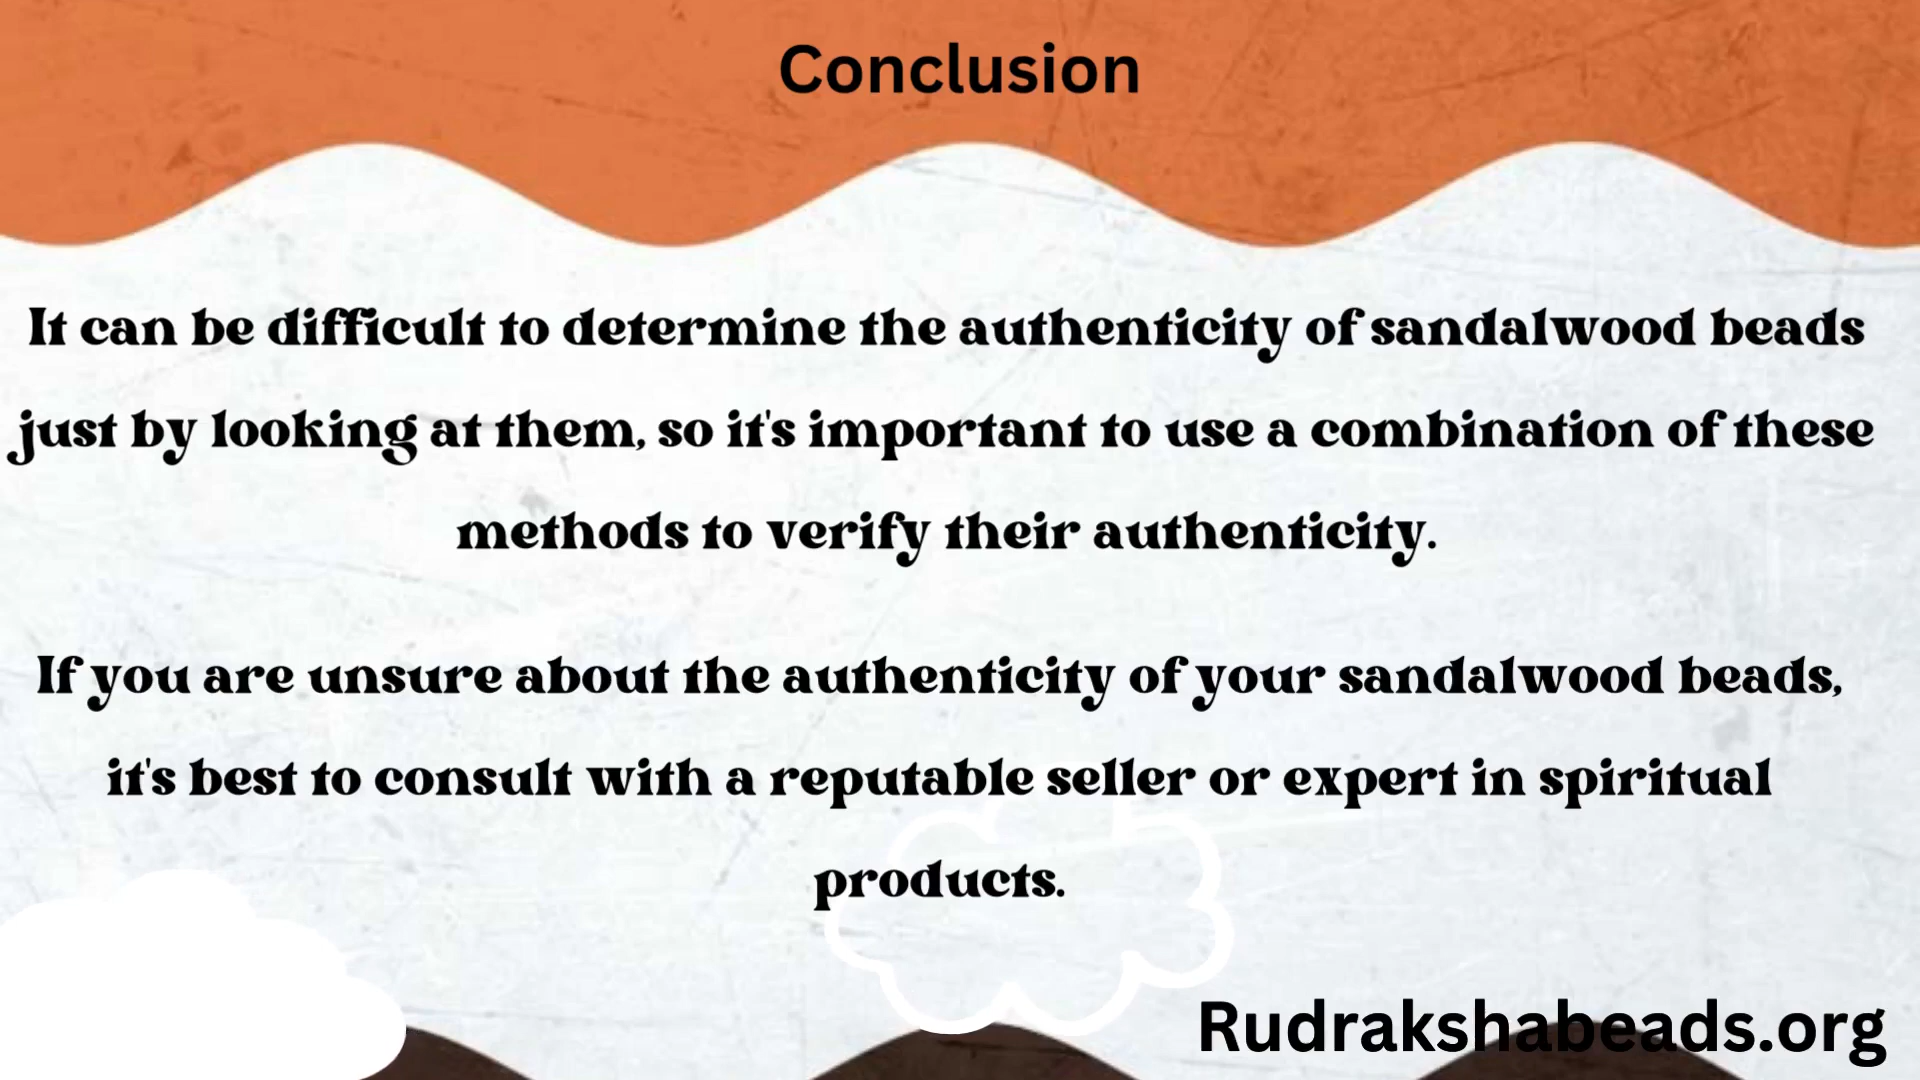 Conclusion
It can be difficult to determine the authenticity of sandalwood beads
just by looking at them, so it's important to use a combination of these
methods to verify their authenticity.
If you are unsure about the authenticity of your sandalwood beads,
it's best to consult with a reputable seller or expert in spiritual
products.
Rudrakshabeads.org